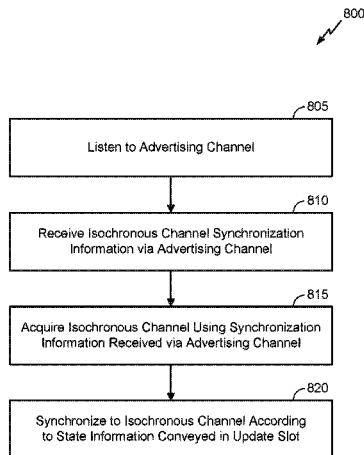 800
805
Listen to Advertising Channel
810
Receive Isochronous Channel Synchronization
Information via Advertising Channel
815
Acquire Isochronous Channel Using Synchronization
Information Received via Advertising Channel
820
Synchronize to Isochronous Channel According
to State Information Conveyed in Update Slot